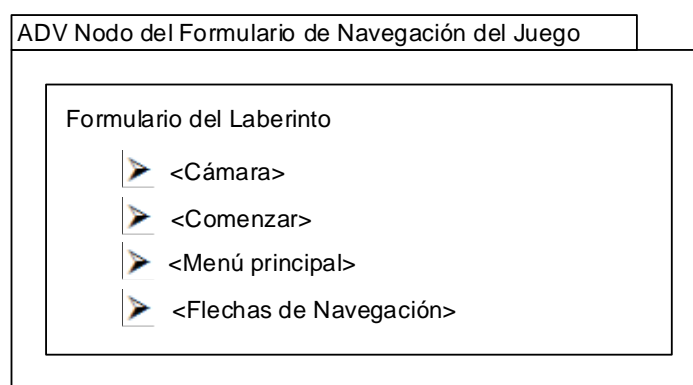 ADV Nodo del Formulario de Navegación del Juego
Formulario del Laberinto
<Cámara>
<Comenzar>
<Menú principal>
<Flechas de Navegación>